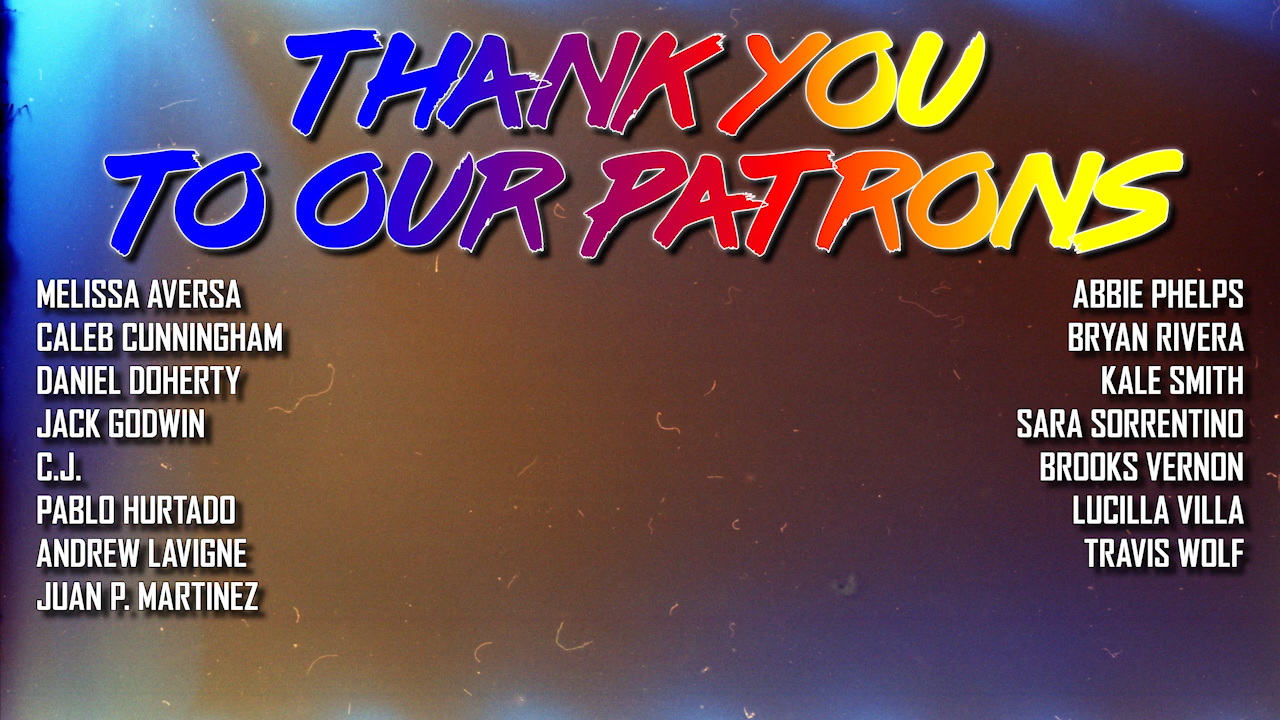 THANK YOU
TO OUR PATRONS
MELISSA AVERSA
CALEB CUNNINGHAM
DANIEL DOHERTY
JACK GODWIN
C.J.
PABLO HURTADO
ANDREW LAVIGNE
JUAN P. MARTINEZ
ABBIE PHELPS
BRYAN RIVERA
KALE SMITH
SARA SORRENTINO
BROOKS VERNON
LUCILLA VILLA
TRAVIS WOLF